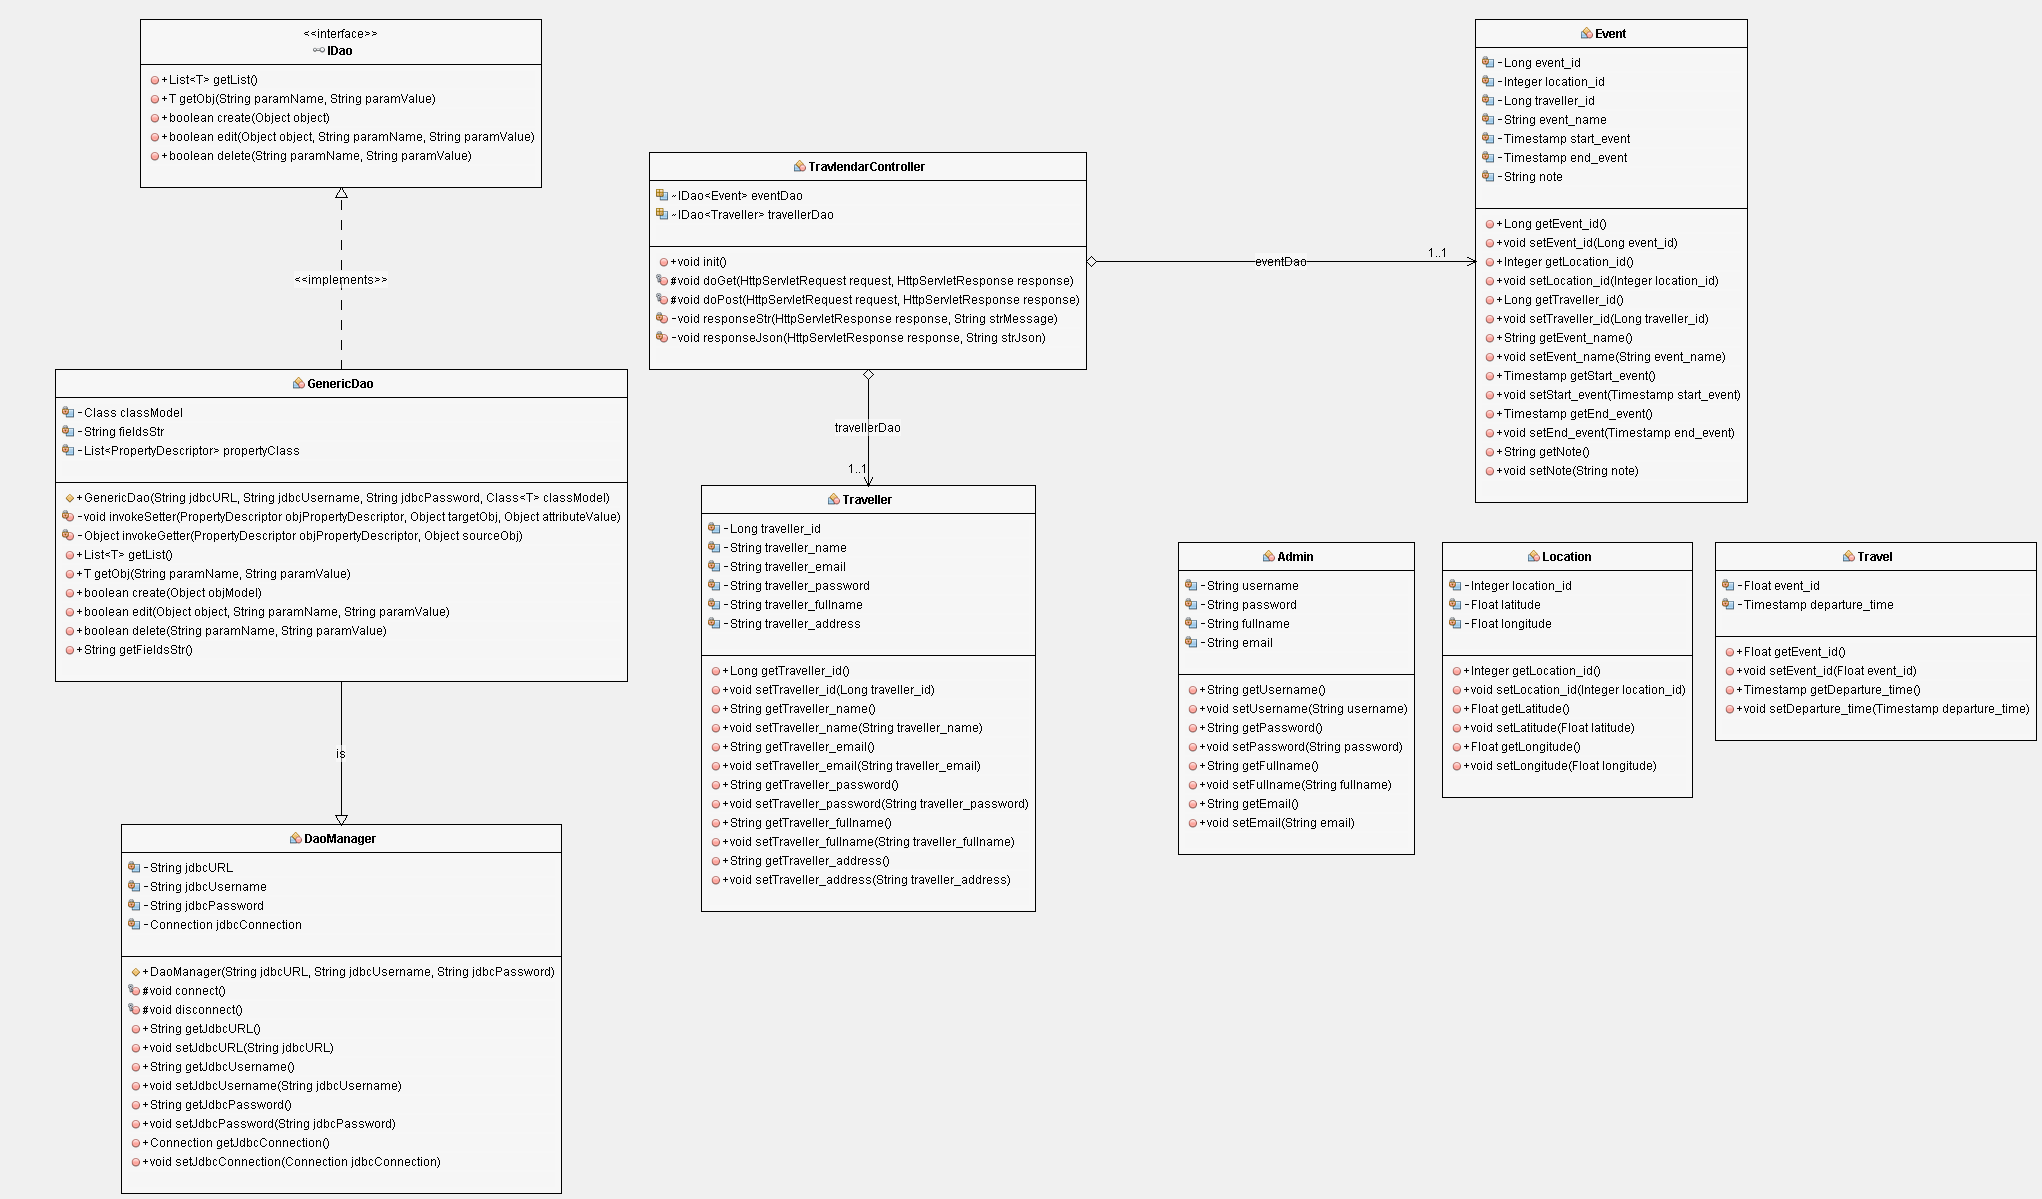 <<interface>>
IDao
+List<T> getList()
+T getObj(String paramName, String paramValue)
+boolean create(Object object)
+boolean edit(Object object, String paramName, String paramValue)
+boolean delete(String paramName, String paramValue)
<<implements>>
GenericDao
-Class classModel
-String fieldsStr
-List<PropertyDescriptor> propertyClass
+GenericDao(String jdbcURL, String jdbcUsername, String jdbcPassword, Class<T> classModel)
-void invokeSetter(PropertyDescriptor objPropertyDescriptor, Object targetObj, Object attributeValue)
-Object invokeGetter(PropertyDescriptor objPropertyDescriptor, Object sourceObj)
+List<T> getList()
+T getObj(String paramName, String paramValue)
+boolean create(Object objModel)
+boolean edit(Object object, String paramName, String paramValue)
+boolean delete(String paramName, String paramValue)
+String getFieldsStr()
is
DaoManager
-String jdbcURL
-String jdbcUsername
-String jdbcPassword
-Connection jdbcConnection
+DaoManager(String jdbcURL, String jdbcUsername, String jdbcPassword)
#void connect()
#void disconnect()
+String getJdbcURL()
+void setJdbcURL(String jdbcURL)
+String getJdbcUsername()
+void setJdbcUsername(String jdbcUsername)
+String getJdbcPassword()
+void setJdbcPassword(String jdbcPassword)
+Connection getJdbcConnection()
+void setJdbcConnection(Connection jdbcConnection)
TravlendarController
~IDao<Event> eventDao
~IDao<Traveller> travellerDao
+void init()
#void doGet(HttpServletRequest request, HttpServletResponse response)
#void doPost(HttpServletRequest request, HttpServletResponse response)
-void responseStr(HttpServletResponse response, String strMessage)
-void responseJson(HttpServletResponse response, String strJson)
eventDao
1..1
travellerDao
1..1
Traveller
-Long traveller_id
-String traveller_name
-String traveller_email
-String traveller_password
-String traveller_fullname
-String traveller_address
+Long getTraveller_id()
+void setTraveller_id(Long traveller_id)
+String getTraveller_name()
+void setTraveller_name(String traveller_name)
+String getTraveller_email()
+void setTraveller_email(String traveller_email)
+String getTraveller_password()
+void setTraveller_password(String traveller_password)
+String getTraveller_fullname()
+void setTraveller_fullname(String traveller_fullname)
+String getTraveller_address()
+void setTraveller_address(String traveller_address)
Event
-Long event_id
-Integer location_id
-Long traveller_id
-String event_name
-Timestamp start_event
-Timestamp end_event
-String note
+Long getEvent_id()
+void setEvent_id(Long event_id)
+Integer getLocation_id()
+void setLocation_id(Integer location_id)
+Long getTraveller_id()
+void setTraveller_id(Long traveller_id)
+String getEvent_name()
+void setEvent_name(String event_name)
+Timestamp getStart_event()
+void setStart_event(Timestamp start_event)
+Timestamp getEnd_event()
+void setEnd_event(Timestamp end_event)
+String getNote()
+void setNote(String note)
Admin
-String username
-String password
-String fullname
-String email
+String getUsername()
+void setUsername(String username)
+String getPassword()
+void setPassword(String password)
+String getFullname()
+void setFullname(String fullname)
+String getEmail()
+void setEmail(String email)
Location
-Integer location_id
-Float latitude
-Float longitude
+Integer getLocation_id()
+void setLocation_id(Integer location_id)
+Float getLatitude()
+void setLatitude(Float latitude)
+Float getLongitude()
+void setLongitude(Float longitude)
Travel
-Float event_id
-Timestamp departure_time
+Float getEvent_id()
+void setEvent_id(Float event_id)
+Timestamp getDeparture_time()
+void setDeparture_time(Timestamp departure_time)